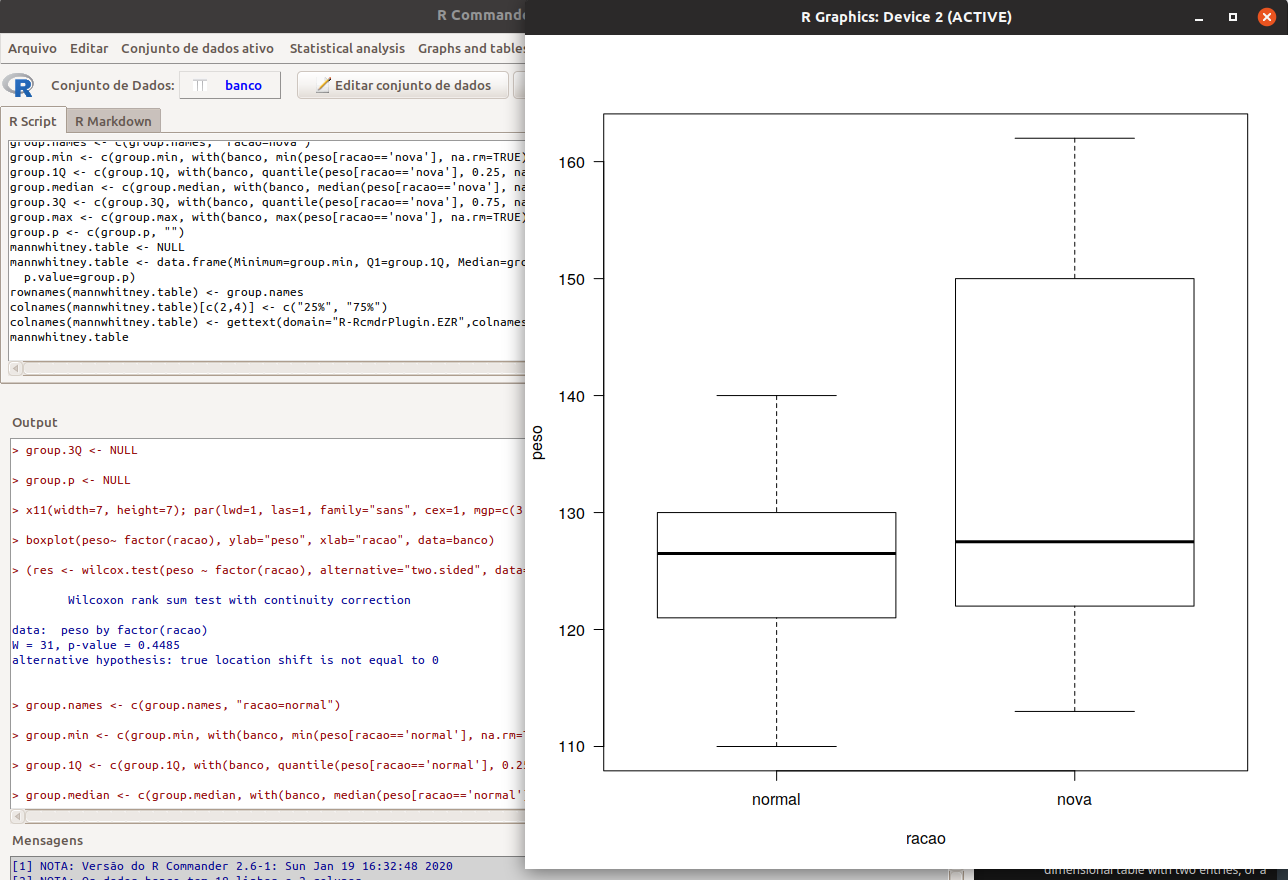 R Commande
Arquivo Editar Conjunto de dados ativo Statistical analysis Graphs and tables
R Conjunto de Dados: banco Editar conjunto de dados
R Script R Markdown
group.names <- c(group.names, "racao=nova")
group.min <- c(group.min, with(banco, min(peso[racao=='nova'], na.rm=TRUE)
group.1Q <- c(group.1Q, with(banco, quantile(peso[racao=='nova'], 0.25, na
group.median <- c(group.median, with(banco, median(peso[racao=='nova'], na
group.3Q <- c(group.3Q, with(banco, quantile(peso[racao=='nova'], 0.75, na
group.max <- c(group.max, with(banco, max(peso[racao=='nova'], na.rm=TRUE)
group.p <- c(group.p, "")
mannwhitney.table <- NULL
mannwhitney.table <- data.frame(Minimum=group.min, Q1=group.1Q, Median=gro
p.value=group.p)
rownames(mannwhitney.table) <- group.names
colnames(mannwhitney.table)[c(2,4)] <- c("25%", "75%")
colnames(mannwhitney.table) <- gettext(domain="R-RcmdrPlugin.EZR",colnames
mannwhitney.table
Output
> group.3Q <- NULL
> group.p <- NULL
> x11(width=7, height=7); par(lwd=1, las=1, family="sans", cex=1, mgp=c(3
> boxplot(peso~ factor(racao), ylab="peso", xlab="racao", data=banco)
> (res <- wilcox.test(peso ~ factor(racao), alternative="two.sided", data=
Wilcoxon rank sum test with continuity correction
data: peso by factor(racao)
W = 31, p-value = 0.4485
alternative hypothesis: true location shift is not equal to 0
> group.names <- c(group.names, "racao=normal")
> group.min <- c(group.min, with(banco, min(peso[racao=='normal'], na.rm=
> group.1Q <- c(group.1Q, with(banco, quantile(peso[racao=='normal'], 0.25
> group.median <- c(group.median, with(banco, median(peso[racao=='normal'
Mensagens
[1] NOTA: Versão do R Commander 2.6-1: Sun Jan 19 16:32:48 2020
[2] NOTA: Os dados banco tem 18 linhas e 2 colunas.
R Graphics: Device 2 (ACTIVE)
160
150
140
130
120
110
peso
normal nova
racao
dimensional table with two entries, or a